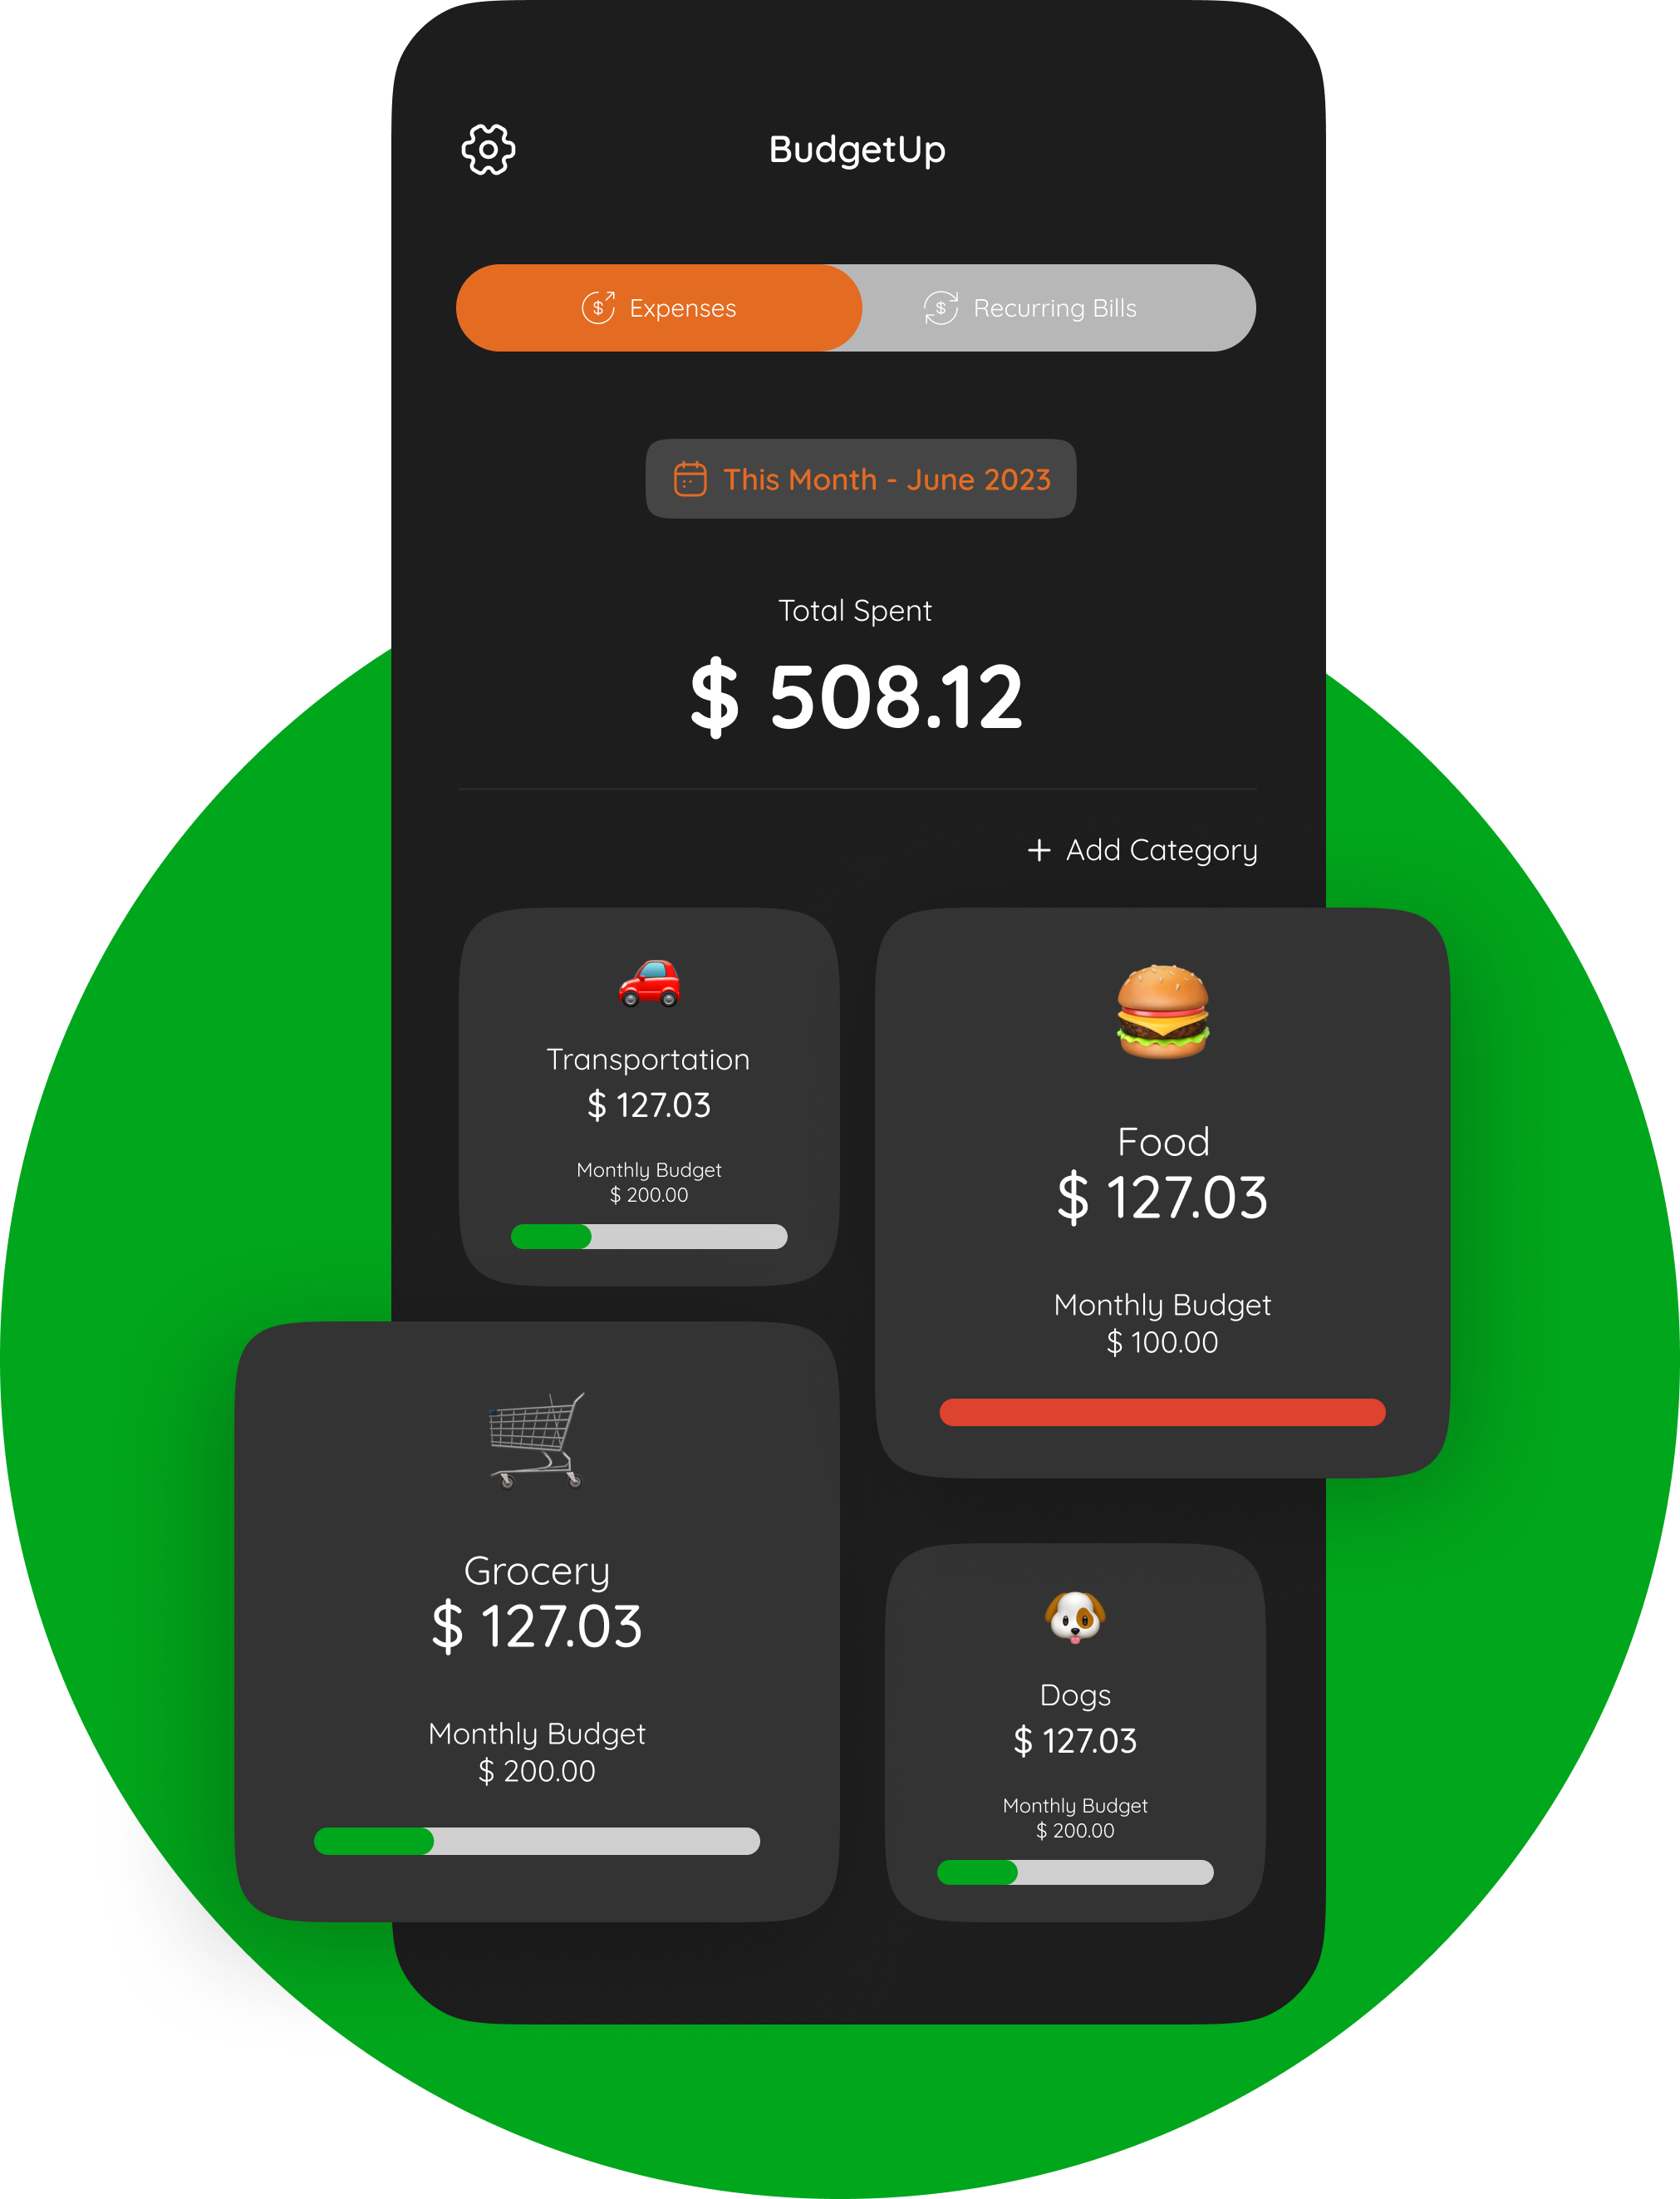 BudgetUp
Expenses
Recurring Bills
This Month - June 2023
Total Spent
$ 508.12
+ Add Category
Transportation
$ 127.03
Monthly Budget
$ 200.00
Food
$ 127.03
Monthly Budget
$ 100.00
Grocery
$ 127.03
Monthly Budget
$ 200.00
Dogs
$ 127.03
Monthly Budget
$ 200.00